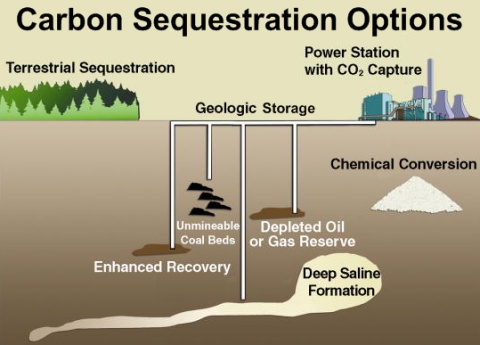 Carbon Sequestration Options
Power Station
with CO₂ Capture
Terrestrial Sequestration
Geologic Storage
Chemical Conversion
Unmineable
Coal Beds
Depleted Oil
or Gas Reserve
Enhanced Recovery
Deep Saline
Formation